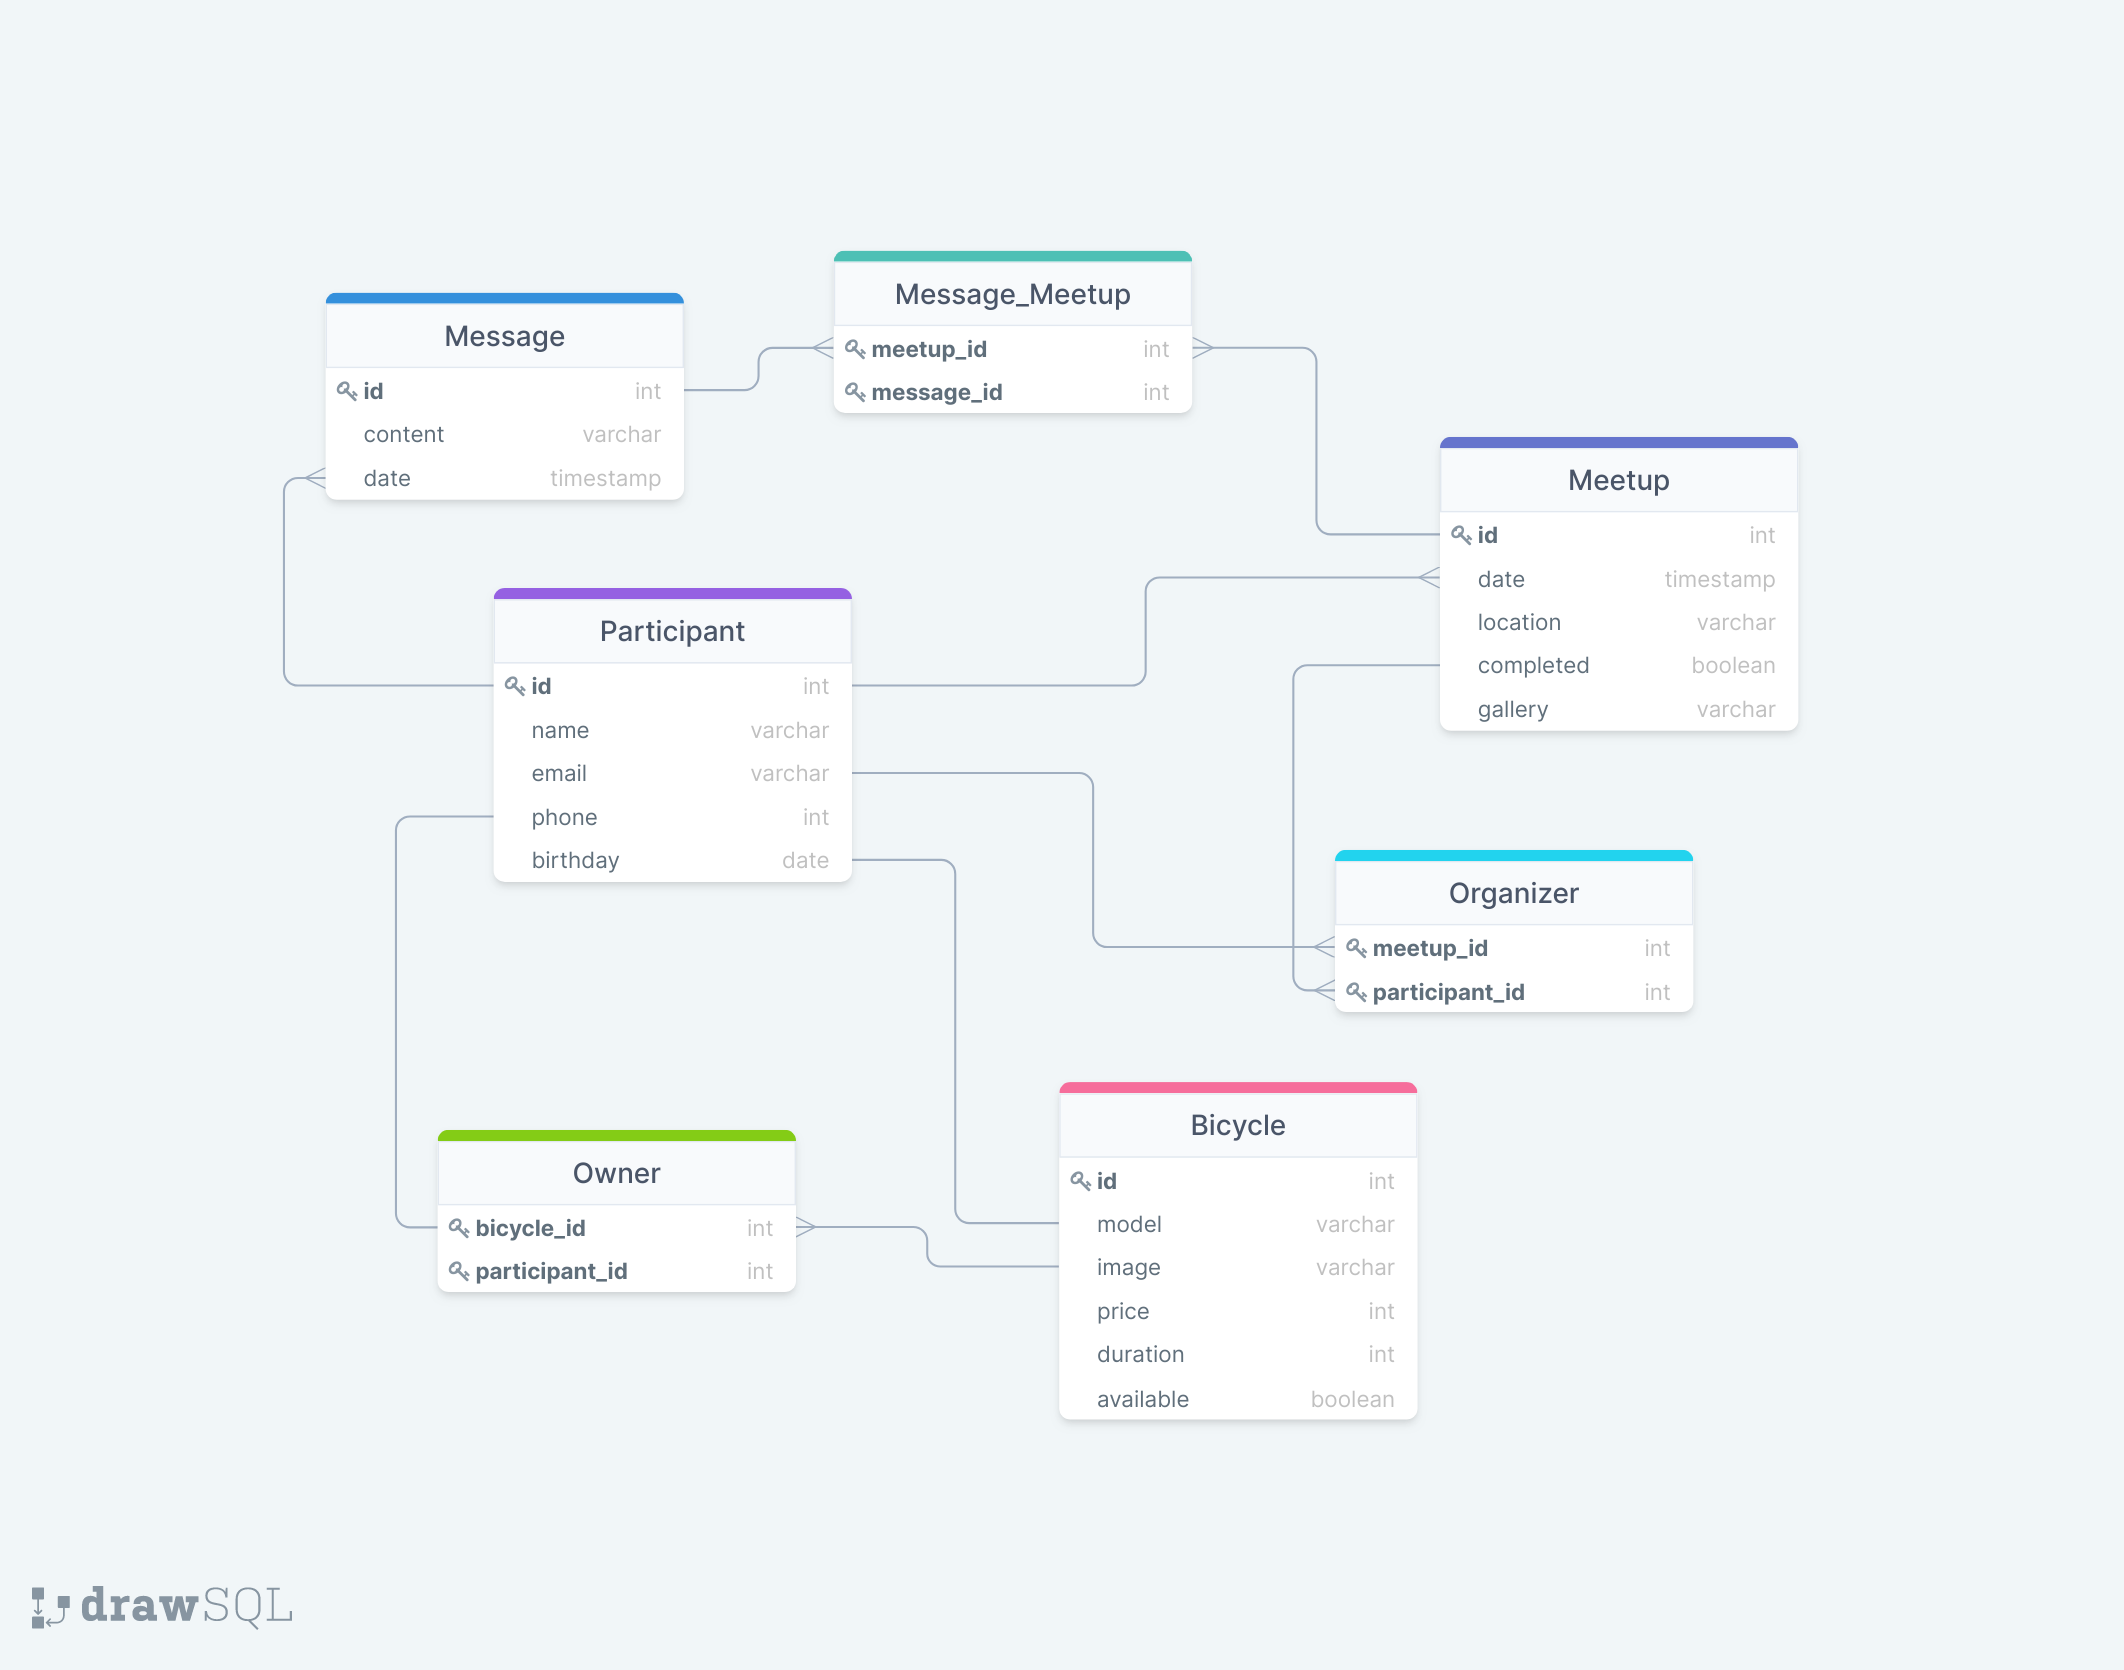 Message_Meetup
meetup_id int
message_id int
Message
id int
content varchar
date timestamp
Meetup
id int
date timestamp
location varchar
completed boolean
gallery varchar
Participant
id int
name varchar
email varchar
phone int
birthday date
Organizer
meetup_id int
participant_id int
Bicycle
id int
model varchar
image varchar
price int
duration int
available boolean
Owner
bicycle_id int
participant_id int
drawSQL